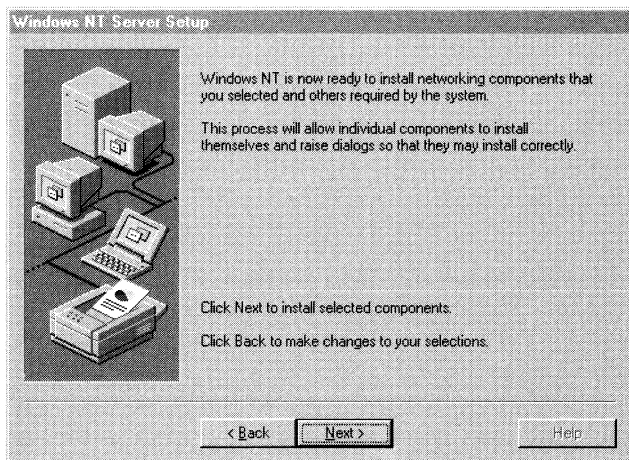 Windows NT Server Setup
Windows NT is now ready to install networking components that
you selected and others required by the system.
This process will allow individual components to install
themselves and raise dialogs so that they may install correctly.
Click Next to install selected components.
Click Back to make changes to your selections.
< Back
Next >
Help